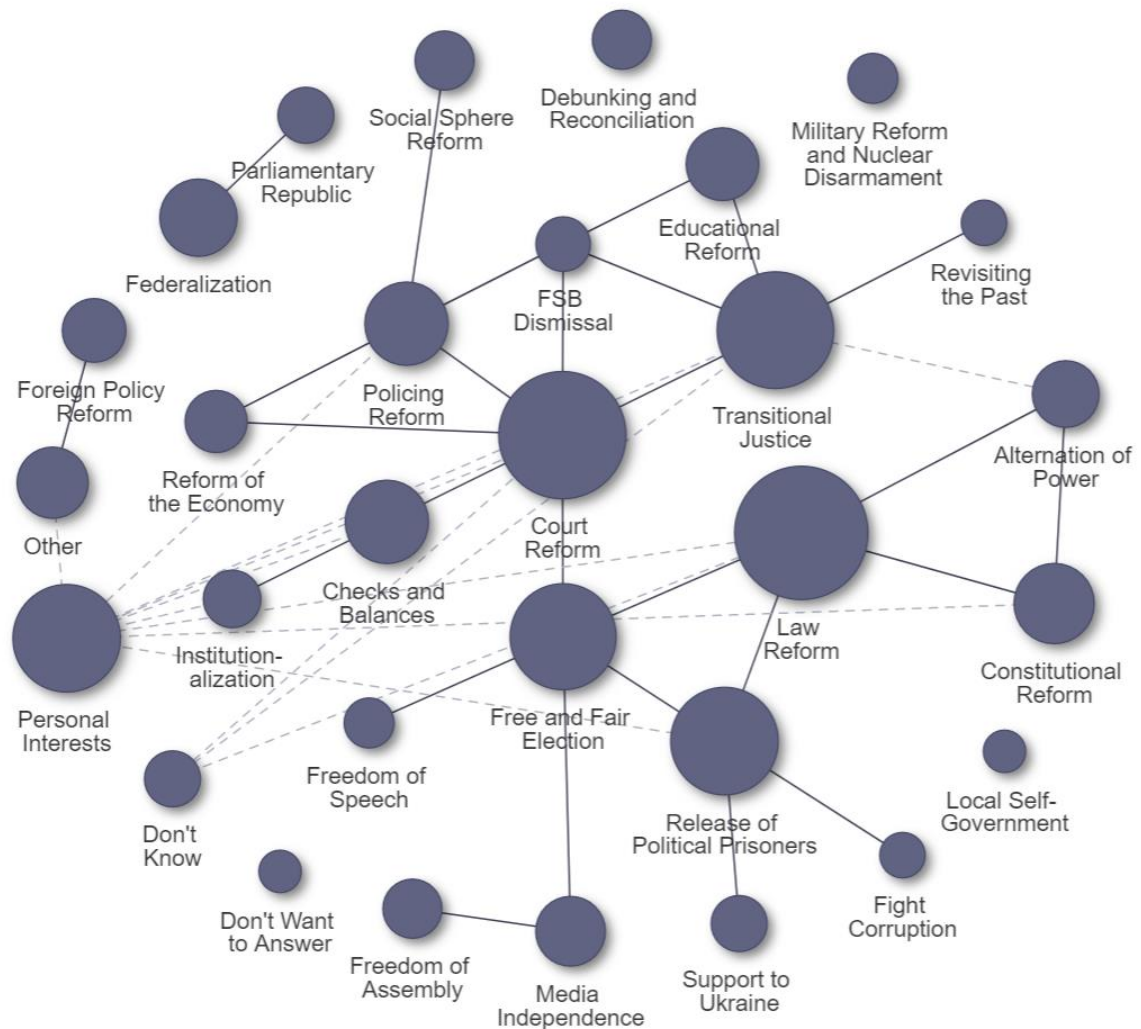 Social Sphere
Reform
Debunking and
Reconciliation
Military Reform
and Nuclear
Disarmament
Parliamentary
Republic
Federalization
Educational
Reform
Revisiting
the Past
FSB
Dismissal
Foreign Policy
Reform
Policing
Reform
Transitional
Justice
Alternation of
Power
Reform of
the Economy
Other
Court
Reform
Checks and
Balances
Law
Reform
Institution-
alization
Constitutional
Reform
Personal
Interests
Free and Fair
Election
Freedom of
Speech
Local Self-
Government
Release of
Political Prisoners
Don't
Know
Fight
Corruption
Don't Want
to Answer
Freedom of
Assembly
Media
Independence
Support to
Ukraine